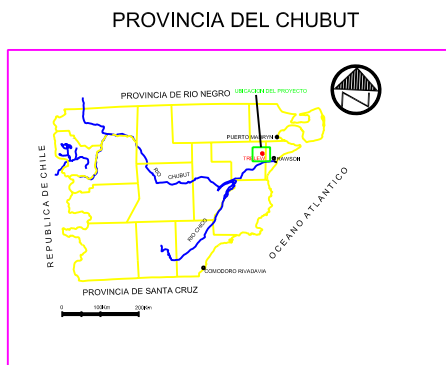 PROVINCIA DEL CHUBUT
PROVINCIA DE RIO NEGRO
UBICACION DEL PROYECTO
PUERTO MADRYN
TRELEW
RAWSON
REPUBLICA DE CHILE
RIO
CHUBUT
RIO CHICO
OCEANO ATLANTICO
COMODORO RIVADAVIA
PROVINCIA DE SANTA CRUZ
0 100Km 200Km